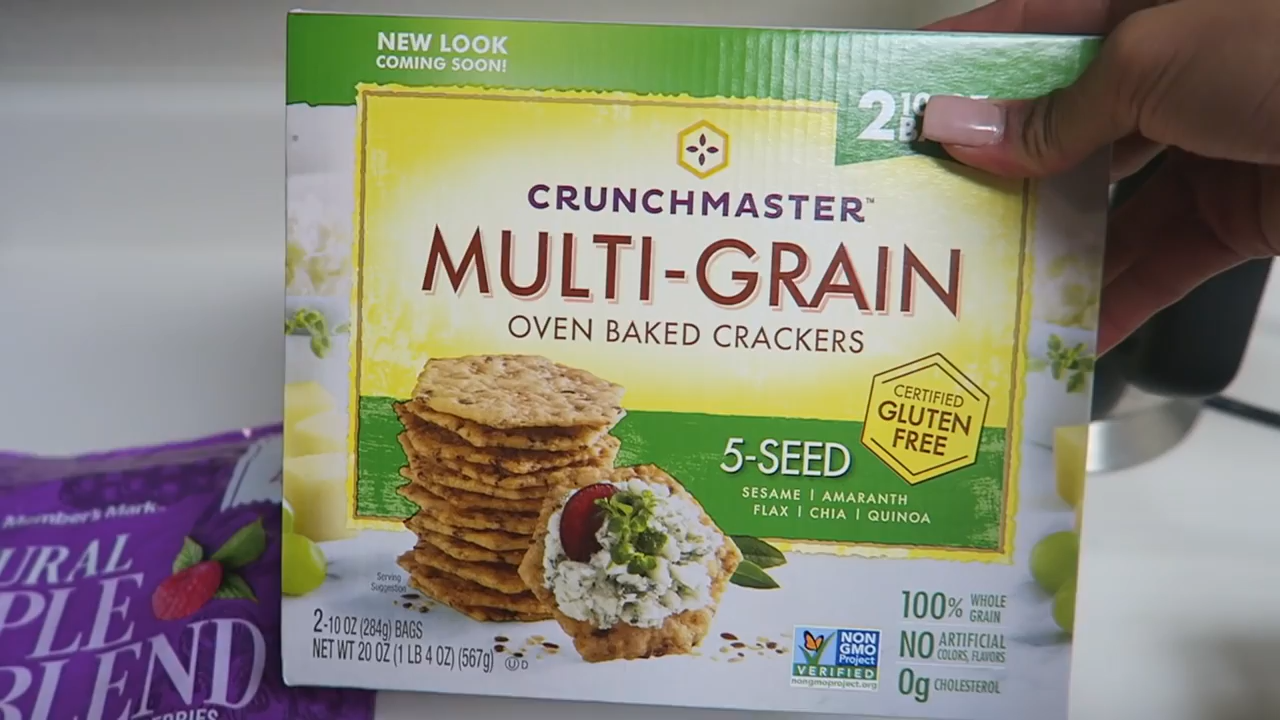 NEW LOOK
COMING SOON!
2
CRUNCHMASTER™
MULTI-GRAIN
OVEN BAKED CRACKERS
CERTIFIED
GLUTEN
FREE
5-SEED
SESAME | AMARANTH
FLAX | CHIA | QUINOA
Serving
Suggestion
2-10 OZ (284g) BAGS
NET WT 20 OZ (1 LB 4 OZ) (567g)
U D
100% WHOLE
GRAIN
NO ARTIFICIAL
COLORS, FLAVORS
0g CHOLESTEROL
NON
GMO
Project
VERIFIED
nongmoproject.org
Member's Mark
URAL
PLE
BLEND